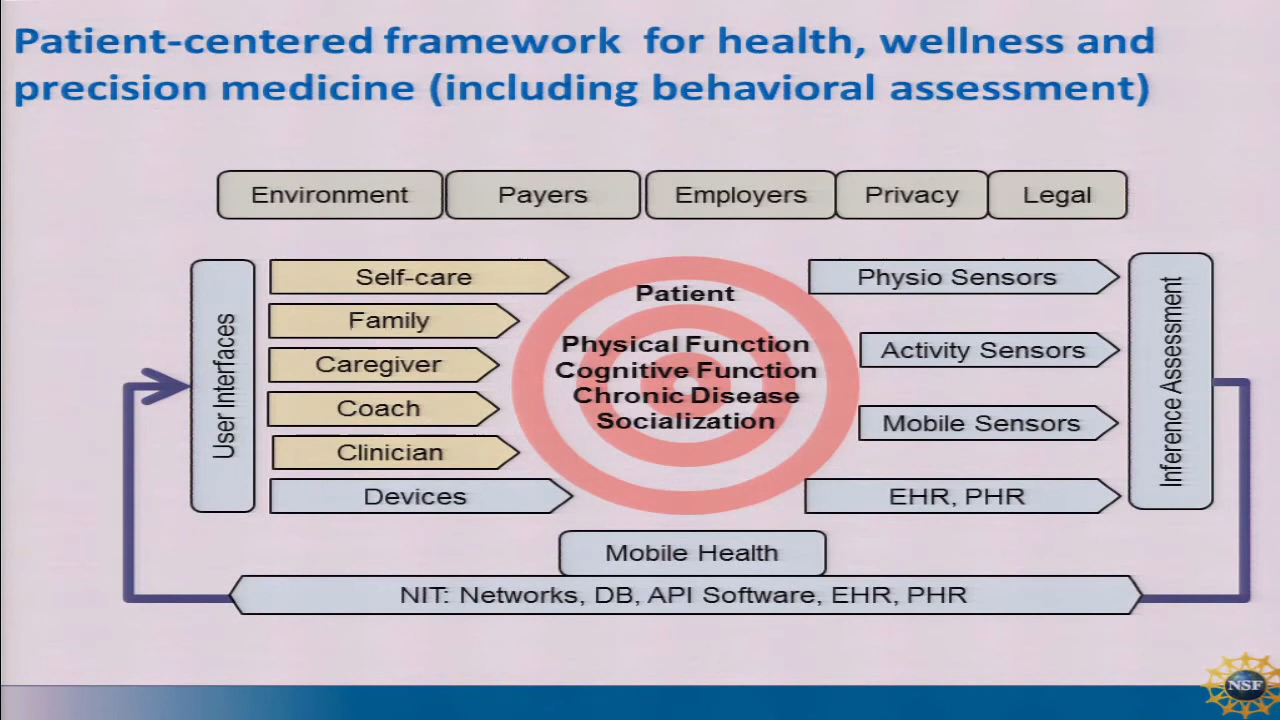 Patient-centered framework for health, wellness and
precision medicine (including behavioral assessment)
Environment
Payers
Employers
Privacy
Legal
User Interfaces
Self-care
Family
Caregiver
Coach
Clinician
Devices
Patient
Physical Function
Cognitive Function
Chronic Disease
Socialization
Physio Sensors
Activity Sensors
Mobile Sensors
EHR, PHR
Inference Assessment
Mobile Health
NIT: Networks, DB, API Software, EHR, PHR
NSF